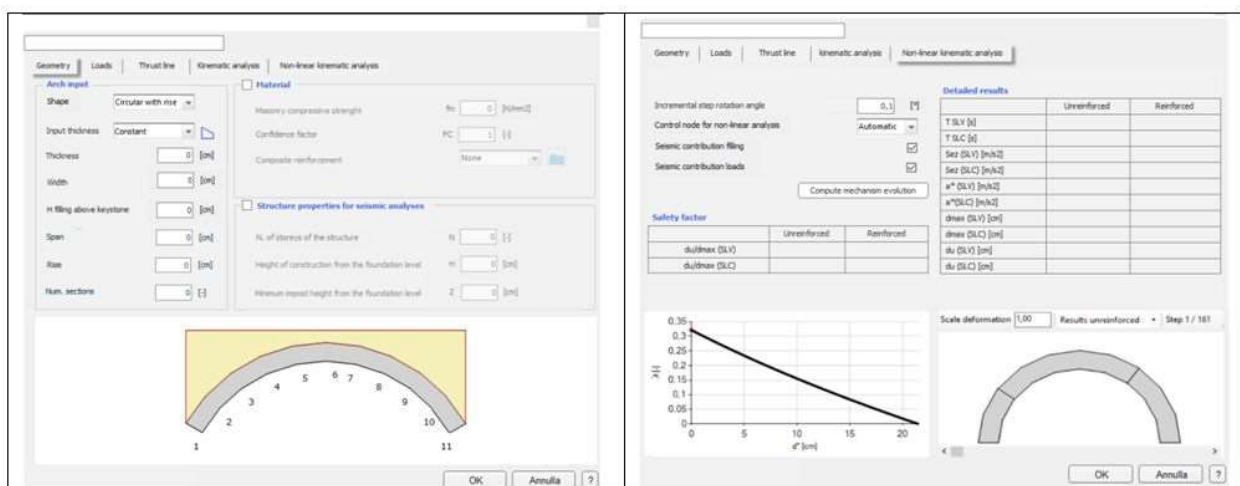 Geometry Loads Thrust line Kinematic analysis Non-linear kinematic analysis
Arch input
Shape Circular with rise
Input thickness Constant
Thickness 0 [cm]
Width 0 [cm]
H filling above keystone 0 [cm]
Span 0 [cm]
Rise 0 [cm]
Num. sections 0 [-]
Material
Masonry compressive strenght fm 0 [N/mm2]
Confidence factor FC 1 [-]
Composite reinforcement None
Structure properties for seismic analyses
N. of storeys of the structure N 0 [-]
Height of construction from the foundation level H 0 [cm]
Minimum impost height from the foundation level Z 0 [cm]
1
2
3
4
5
6
7
8
9
10
11
OK Annulla ?
Geometry Loads Thrust line kinematic analysis Non-linear kinematic analysis
Incremental step rotation angle 0,1 [°]
Control node for non-linear analysis Automatic
Seismic contribution filling
Seismic contribution loads
Compute mechanism evolution
Safety factor
Unreinforced Reinforced
du/dmax (SLV)
du/dmax (SLC)
Detailed results
Unreinforced Reinforced
T SLV [s]
T SLC [s]
Sez (SLV) [m/s2]
Sez (SLC) [m/s2]
a* (SLV) [m/s2]
a*(SLC) [m/s2]
dmax (SLV) [cm]
dmax (SLC) [cm]
du (SLV) [cm]
du (SLC) [cm]
0.35
0,3
0.25
0,2
0.15
0,1
0.05
0
λ [-]
0 5 10 15 20
d* [cm]
Scale deformation 1,00 Results unreinforced Step 1 / 161
OK Annulla ?